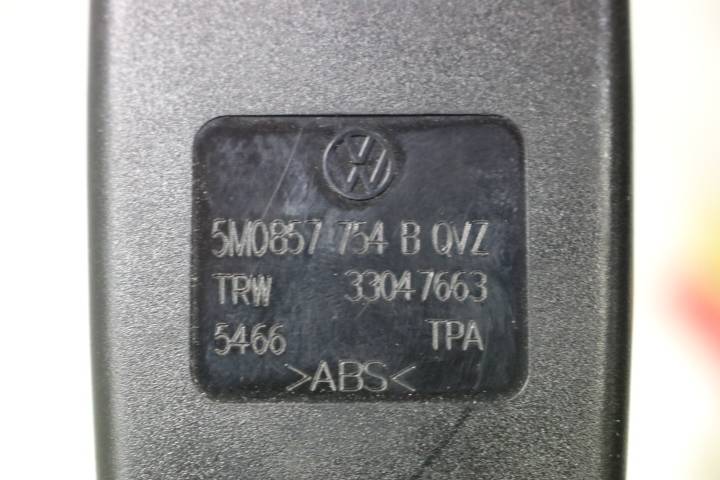 5M0857 754 B QVZ
TRW 33047663
5466 TPA
>ABS<